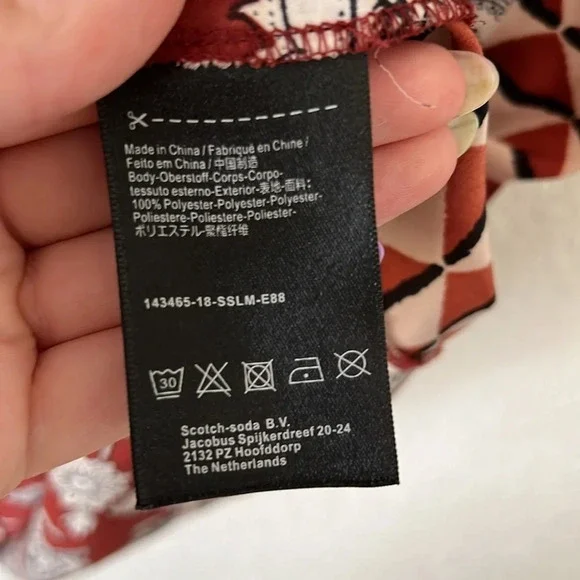 Made in China / Fabriqué en Chine /
Feito em China / 中国制造
Body-Oberstoff-Corps-Corpo-
tessuto esterno-Exterior-表地-面料:
100% Polyester-Polyester-Polyester-
Poliestere-Poliestere-Poliester-
ポリエステル-聚酯纤维
143465-18-SSLM-E88
30
Scotch-soda B.V.
Jacobus Spijkerdreef 20-24
2132 PZ Hoofddorp
The Netherlands